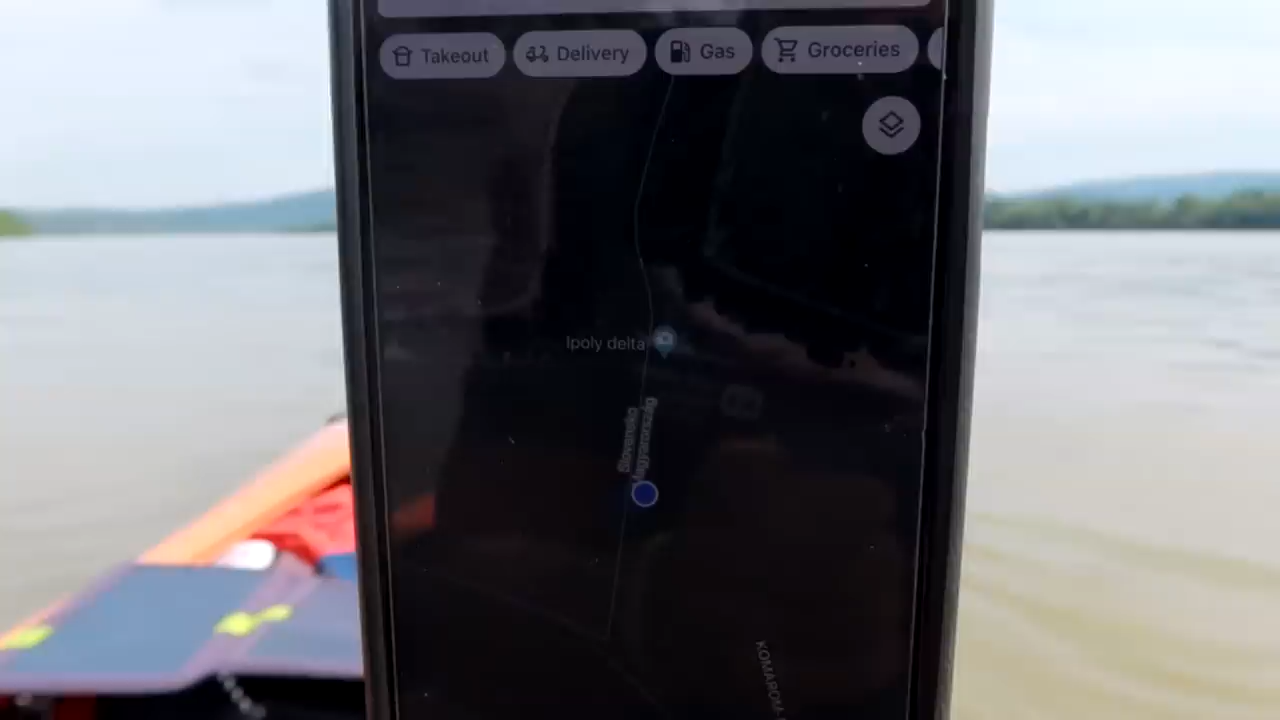 Takeout
Delivery
Gas
Groceries
Ipoly delta
Slovensko
Magyarország